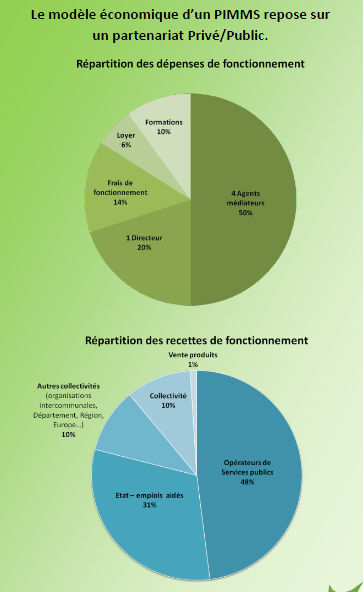 Le modèle économique d'un PIMMS repose sur
un partenariat Privé/Public.
Répartition des dépenses de fonctionnement
Formations
10%
Loyer
6%
Frais de
fonctionnement
14%
4 Agents
médiateurs
50%
1 Directeur
20%
Répartition des recettes de fonctionnement
Vente produits
1%
Autres collectivités
(organisations
intercommunales,
Département, Région,
Europe...)
10%
Collectivité
10%
Opérateurs de
Services publics
48%
Etat – emplois aidés
31%